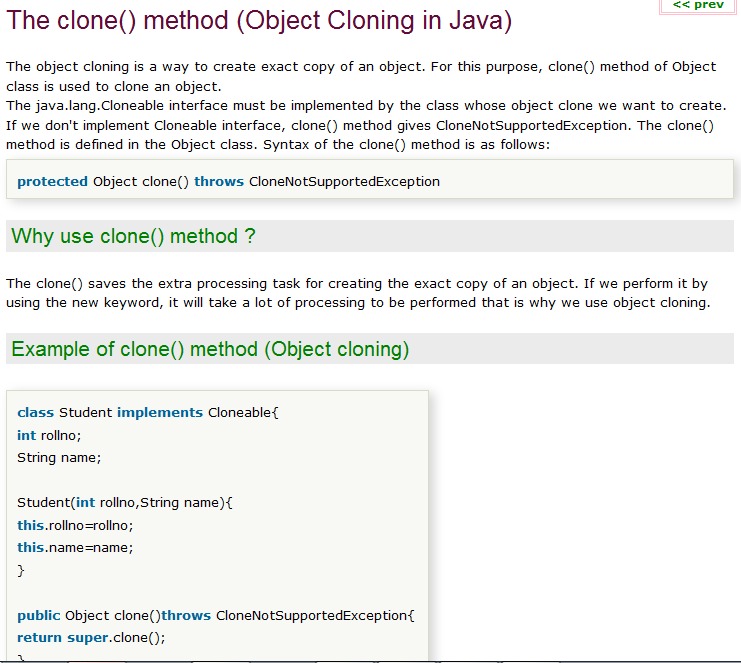 << prev
The clone() method (Object Cloning in Java)
The object cloning is a way to create exact copy of an object. For this purpose, clone() method of Object
class is used to clone an object.
The java.lang.Cloneable interface must be implemented by the class whose object clone we want to create.
If we don't implement Cloneable interface, clone() method gives CloneNotSupportedException. The clone()
method is defined in the Object class. Syntax of the clone() method is as follows:
protected Object clone() throws CloneNotSupportedException
Why use clone() method ?
The clone() saves the extra processing task for creating the exact copy of an object. If we perform it by
using the new keyword, it will take a lot of processing to be performed that is why we use object cloning.
Example of clone() method (Object cloning)
class Student implements Cloneable{
int rollno;
String name;
Student(int rollno,String name){
this.rollno=rollno;
this.name=name;
}
public Object clone()throws CloneNotSupportedException{
return super.clone();
}